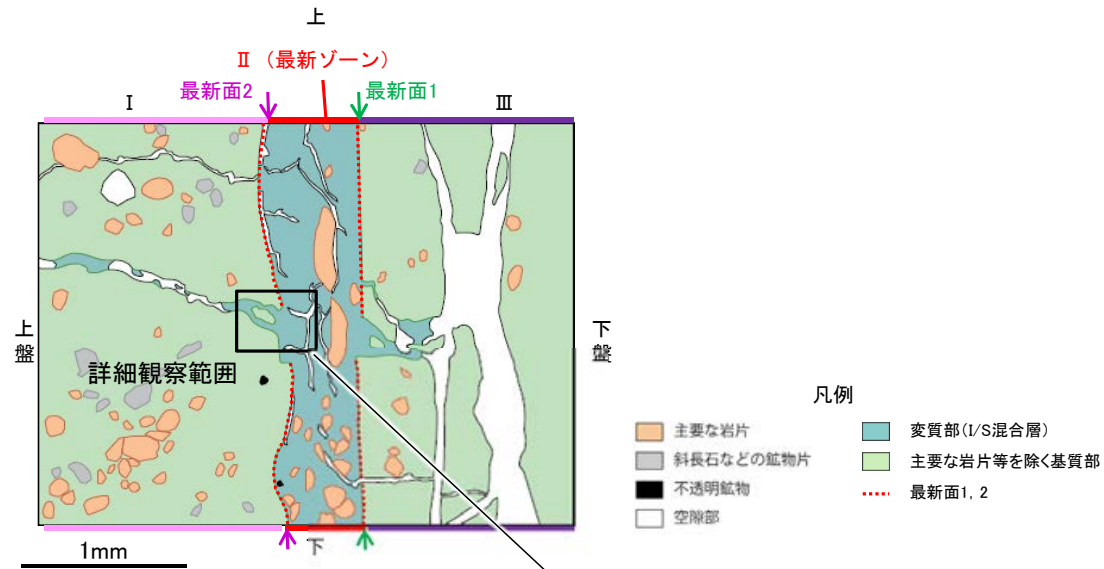 上
Ⅱ （最新ゾーン）
最新面2
最新面1
Ⅰ
Ⅲ
上盤
下盤
詳細観察範囲
下
1mm
凡例
主要な岩片
斜長石などの鉱物片
不透明鉱物
空隙部
変質部(I/S混合層)
主要な岩片等を除く基質部
最新面1, 2